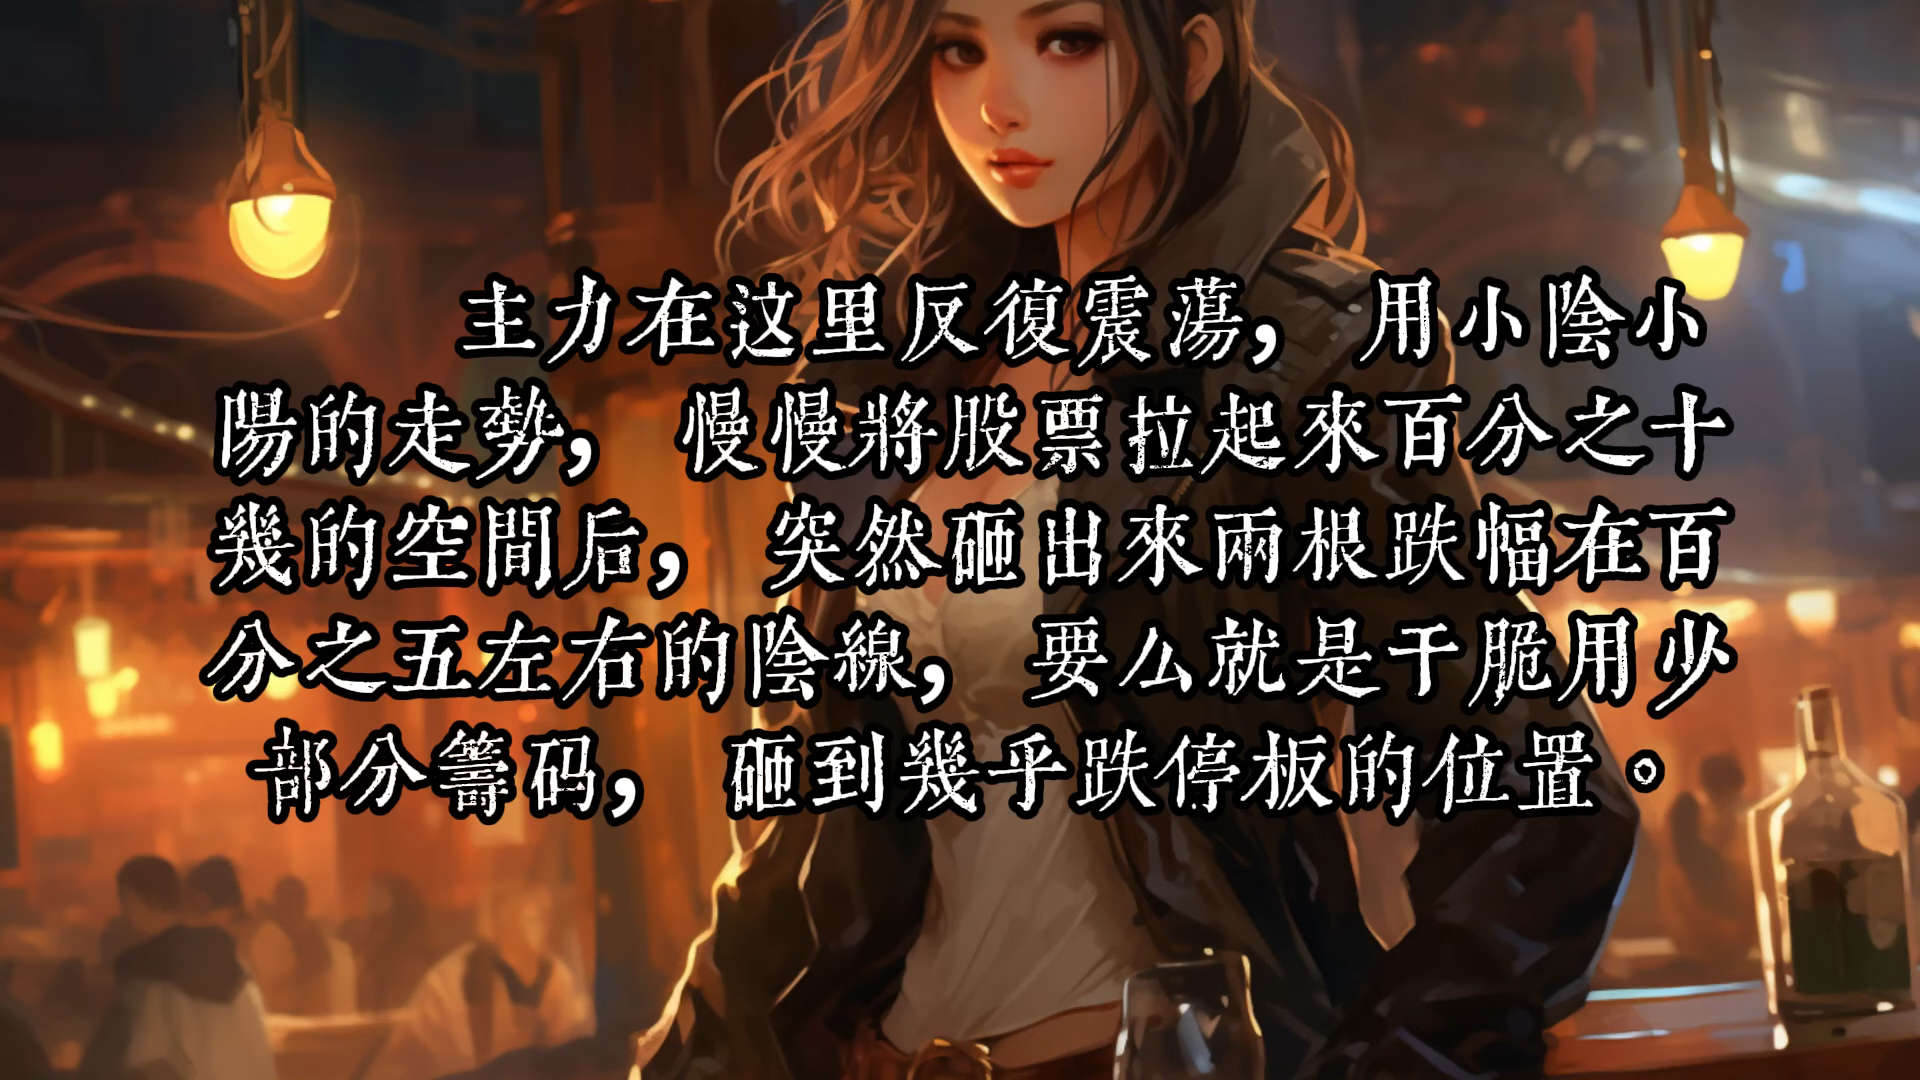 主力在这里反復震蕩，用小陰小
陽的走勢，慢慢將股票拉起來百分之十
幾的空間后，突然砸出來兩根跌幅在百
分之五左右的陰線，要么就是干脆用少
部分籌码，砸到幾乎跌停板的位置。